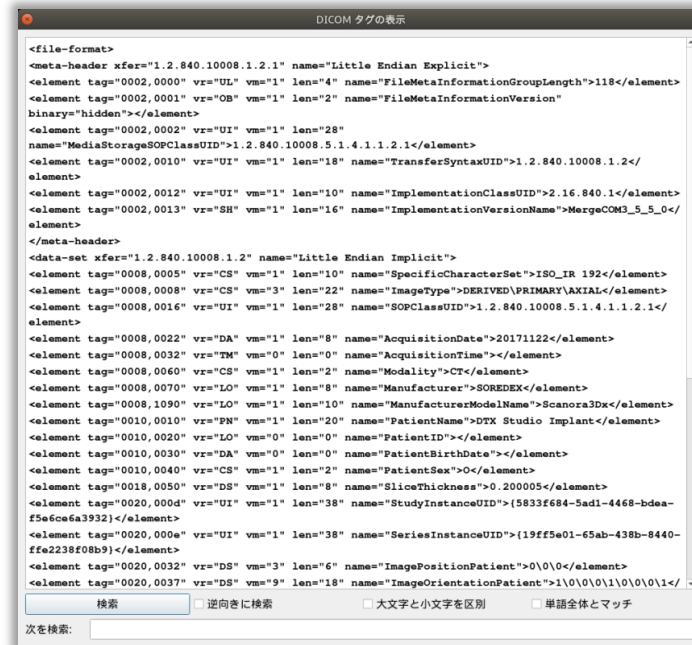 DICOM タグの表示
<file-format>
<meta-header xfer="1.2.840.10008.1.2.1" name="Little Endian Explicit">
<element tag="0002,0000" vr="UL" vm="1" len="4" name="FileMetaInformationGroupLength">118</element>
<element tag="0002,0001" vr="OB" vm="1" len="2" name="FileMetaInformationVersion"
binary="hidden"></element>
<element tag="0002,0002" vr="UI" vm="1" len="28"
name="MediaStorageSOPClassUID">1.2.840.10008.5.1.4.1.1.2.1</element>
<element tag="0002,0010" vr="UI" vm="1" len="18" name="TransferSyntaxUID">1.2.840.10008.1.2</
element>
<element tag="0002,0012" vr="UI" vm="1" len="10" name="ImplementationClassUID">2.16.840.1</element>
<element tag="0002,0013" vr="SH" vm="1" len="16" name="ImplementationVersionName">MergeCOM3_5_5_0</
element>
</meta-header>
<data-set xfer="1.2.840.10008.1.2" name="Little Endian Implicit">
<element tag="0008,0005" vr="CS" vm="1" len="10" name="SpecificCharacterSet">ISO_IR 192</element>
<element tag="0008,0008" vr="CS" vm="3" len="22" name="ImageType">DERIVED\PRIMARY\AXIAL</element>
<element tag="0008,0016" vr="UI" vm="1" len="28" name="SOPClassUID">1.2.840.10008.5.1.4.1.1.2.1</
element>
<element tag="0008,0022" vr="DA" vm="1" len="8" name="AcquisitionDate">20171122</element>
<element tag="0008,0032" vr="TM" vm="0" len="0" name="AcquisitionTime"></element>
<element tag="0008,0060" vr="CS" vm="1" len="2" name="Modality">CT</element>
<element tag="0008,0070" vr="LO" vm="1" len="8" name="Manufacturer">SOREDEX</element>
<element tag="0008,1090" vr="LO" vm="1" len="10" name="ManufacturerModelName">Scanora3Dx</element>
<element tag="0010,0010" vr="PN" vm="1" len="20" name="PatientName">DTX Studio Implant</element>
<element tag="0010,0020" vr="LO" vm="0" len="0" name="PatientID"></element>
<element tag="0010,0030" vr="DA" vm="0" len="0" name="PatientBirthDate"></element>
<element tag="0010,0040" vr="CS" vm="1" len="2" name="PatientSex">O</element>
<element tag="0018,0050" vr="DS" vm="1" len="8" name="SliceThickness">0.200005</element>
<element tag="0020,000d" vr="UI" vm="1" len="38" name="StudyInstanceUID">{5833f684-5ad1-4468-bdea-
f5e6ce6a3932}</element>
<element tag="0020,000e" vr="UI" vm="1" len="38" name="SeriesInstanceUID">{19ff5e01-65ab-438b-8440-
ffe2238f08b9}</element>
<element tag="0020,0032" vr="DS" vm="3" len="6" name="ImagePositionPatient">0\0\0</element>
<element tag="0020,0037" vr="DS" vm="9" len="18" name="ImageOrientationPatient">1\0\0\0\1\0\0\0\1</
検索 逆向きに検索 大文字と小文字を区別 単語全体とマッチ
次を検索: